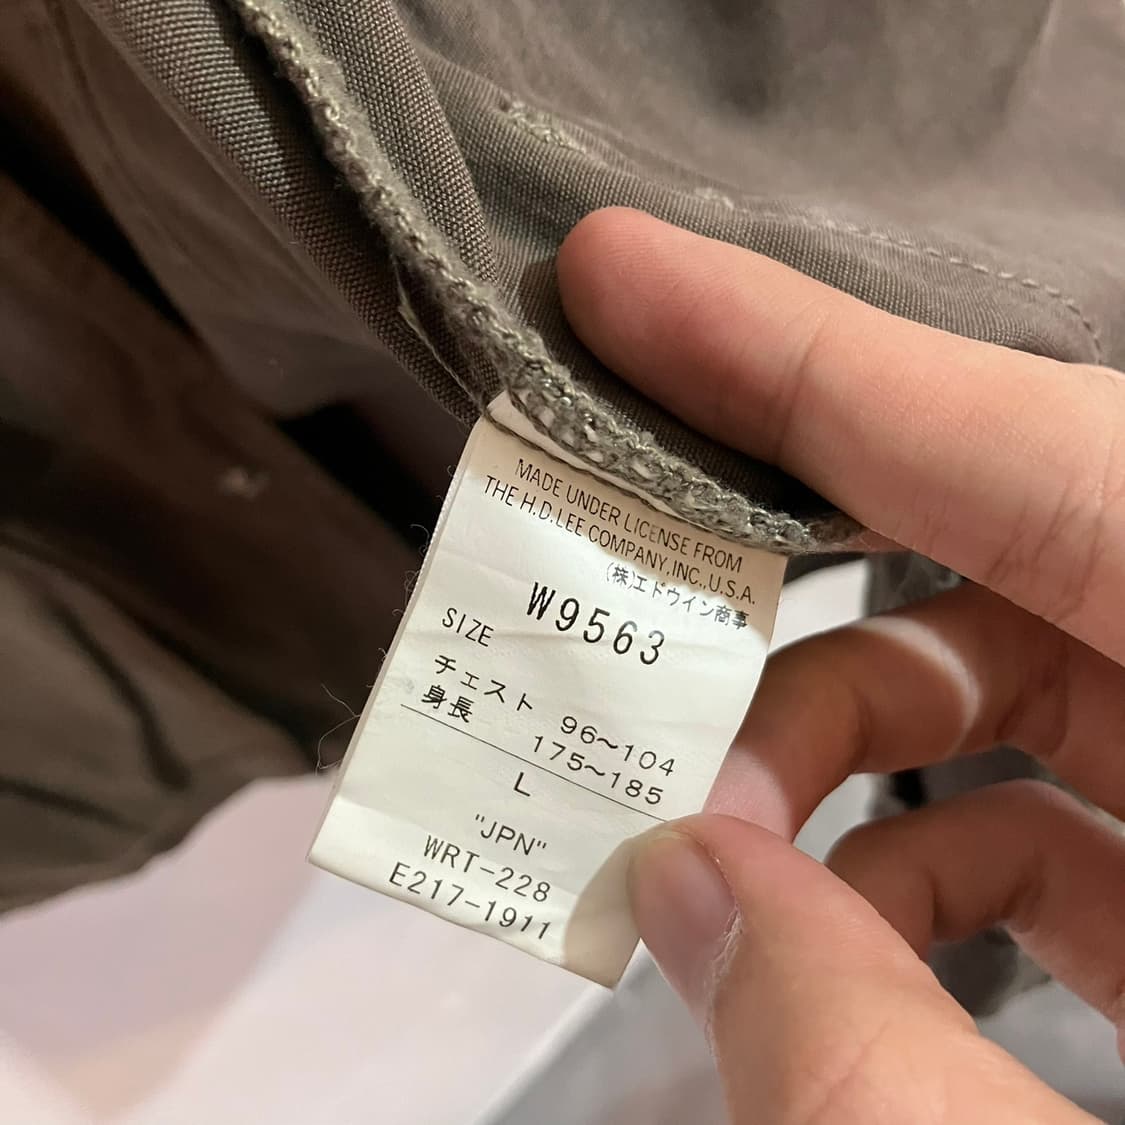 MADE UNDER LICENSE FROM
THE H.D.LEE COMPANY,INC.,U.S.A.
(株)エドウイン商事
W9563
SIZE
チェスト 96~104
身長 175~185
L
"JPN"
WRT-228
E217-1911